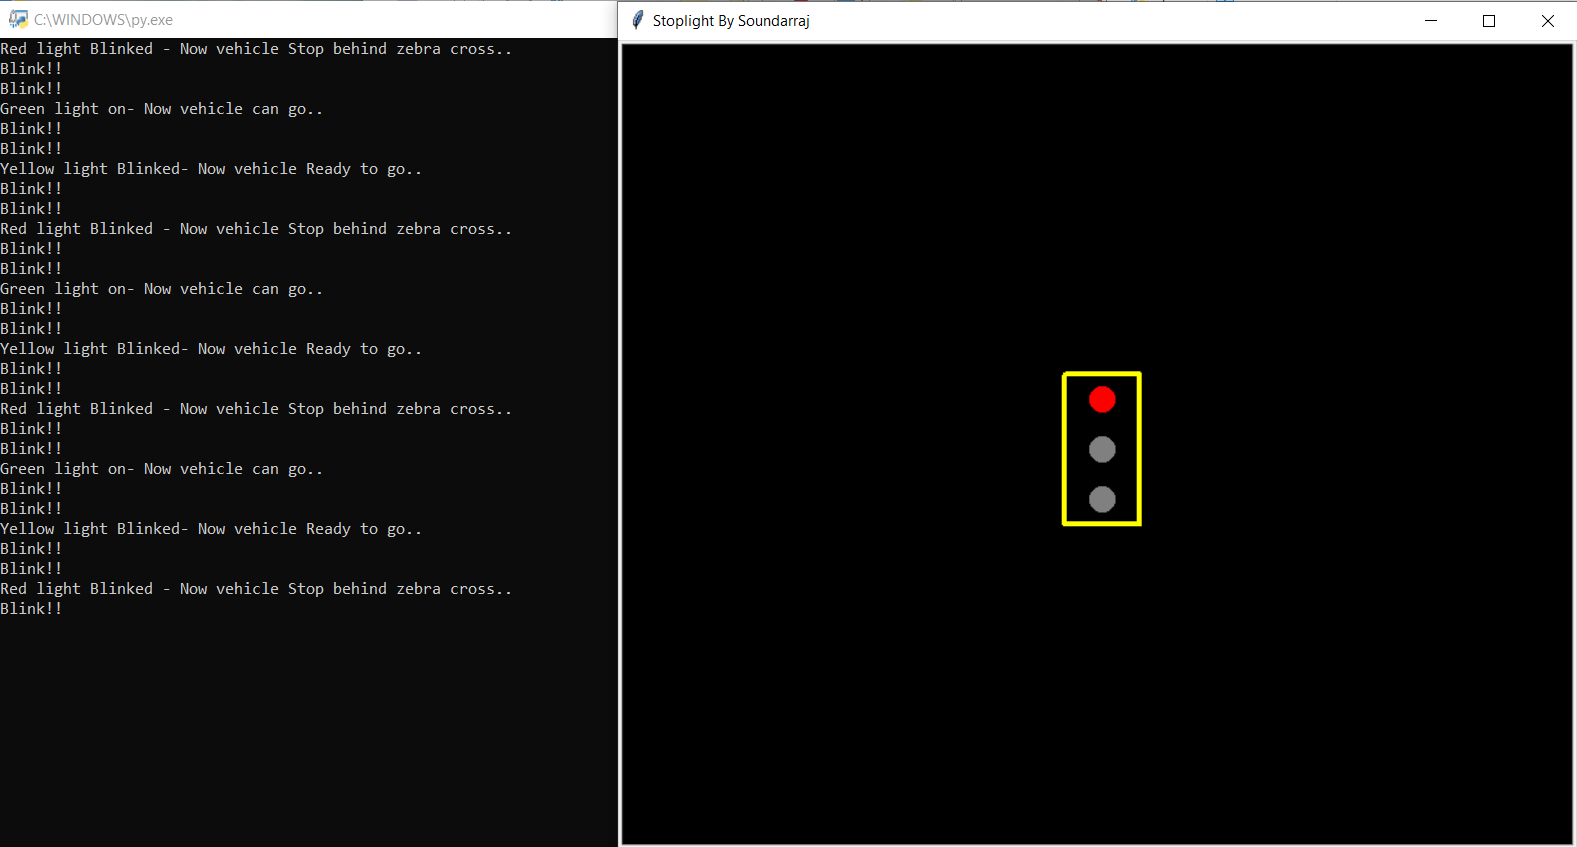 C:\WINDOWS\py.exe
Red light Blinked - Now vehicle Stop behind zebra cross..
Blink!!
Blink!!
Green light on- Now vehicle can go..
Blink!!
Blink!!
Yellow light Blinked- Now vehicle Ready to go..
Blink!!
Blink!!
Red light Blinked - Now vehicle Stop behind zebra cross..
Blink!!
Blink!!
Green light on- Now vehicle can go..
Blink!!
Blink!!
Yellow light Blinked- Now vehicle Ready to go..
Blink!!
Blink!!
Red light Blinked - Now vehicle Stop behind zebra cross..
Blink!!
Blink!!
Green light on- Now vehicle can go..
Blink!!
Blink!!
Yellow light Blinked- Now vehicle Ready to go..
Blink!!
Blink!!
Red light Blinked - Now vehicle Stop behind zebra cross..
Blink!!
Stoplight By Soundarraj